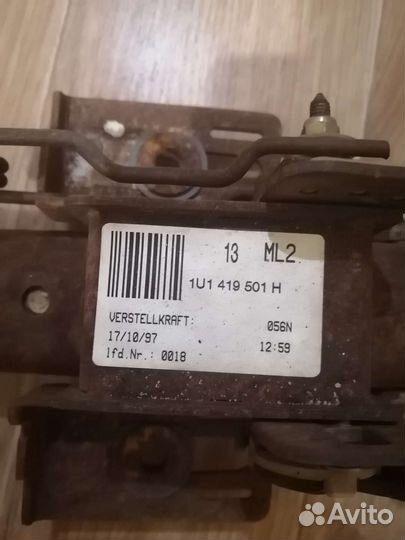 13 ML2
1U1 419 501 H
VERSTELLKRAFT: 056N
17/10/97 12:59
lfd.Nr.: 0018
Avito